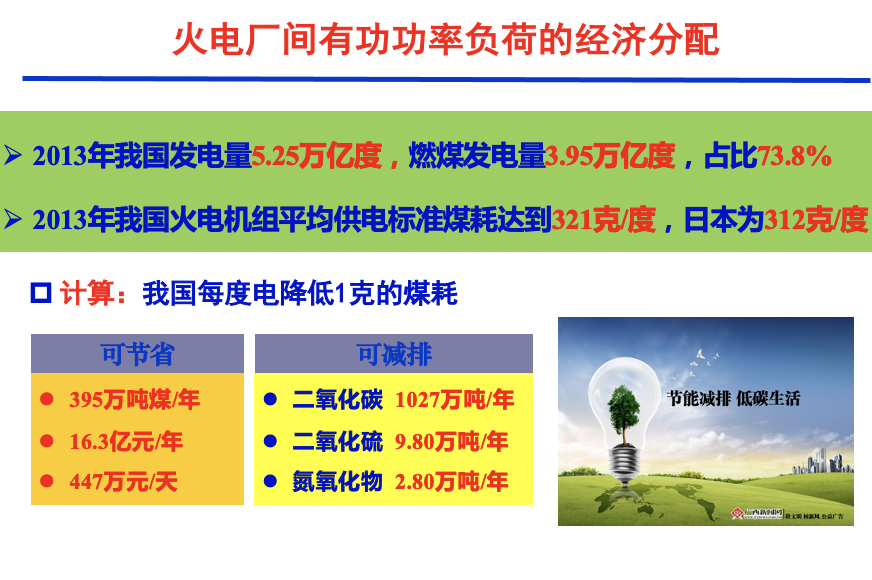 火电厂间有功功率负荷的经济分配
2013年我国发电量5.25万亿度，燃煤发电量3.95万亿度，占比73.8%
2013年我国火电机组平均供电标准煤耗达到321克/度，日本为312克/度
计算：我国每度电降低1克的煤耗
可节省
395万吨煤/年
16.3亿元/年
447万元/天
可减排
二氧化碳 1027万吨/年
二氧化硫 9.80万吨/年
氮氧化物 2.80万吨/年
节能减排 低碳生活
广西新闻网
讲文明 树新风 公益广告